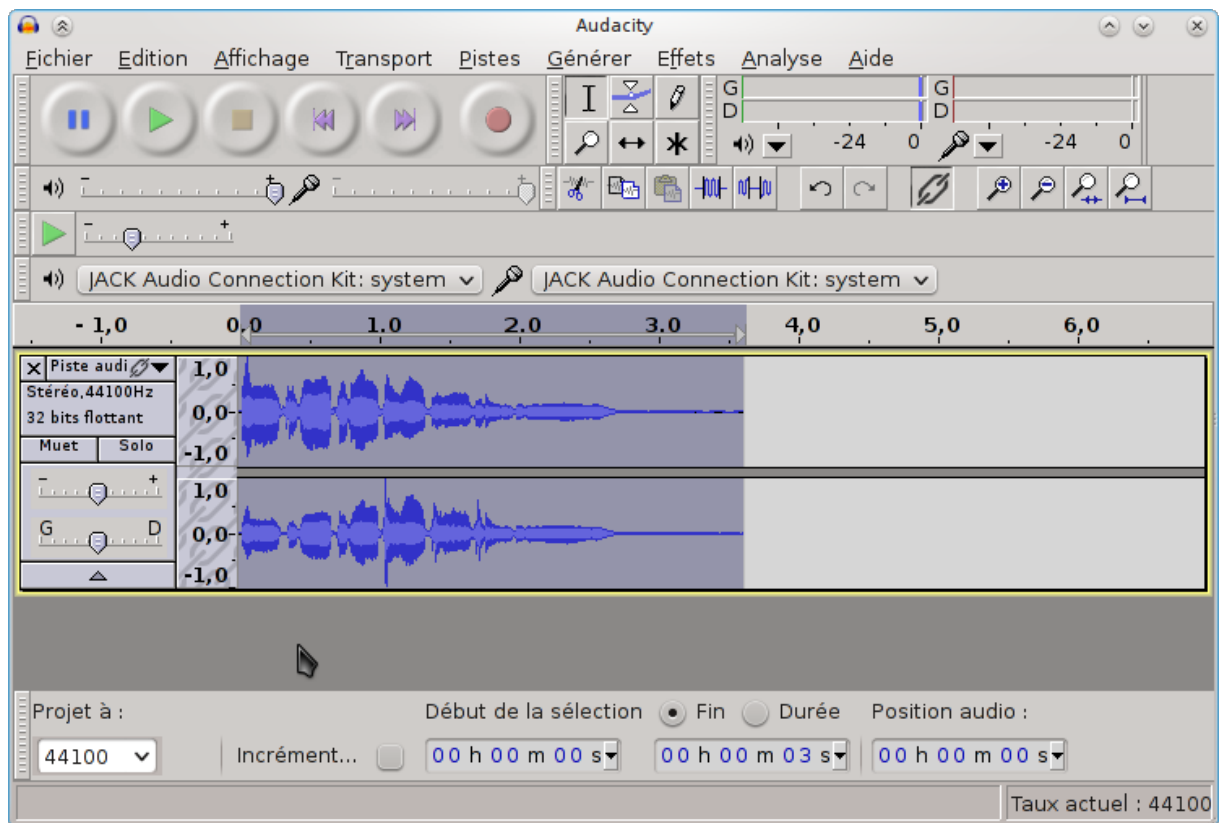 Audacity
Fichier Edition Affichage Transport Pistes Générer Effets Analyse Aide
G G
D D
-24 0 -24 0
- +
JACK Audio Connection Kit: system JACK Audio Connection Kit: system
- 1,0 0,0 1.0 2.0 3.0 4,0 5,0 6,0
Piste audi 1,0
Stéréo,44100Hz
32 bits flottant 0,0
Muet Solo -1,0
- + 1,0
G D 0,0
-1,0
Projet à : Début de la sélection Fin Durée Position audio :
44100 Incrément... 00 h 00 m 00 s 00 h 00 m 03 s 00 h 00 m 00 s
Taux actuel : 44100